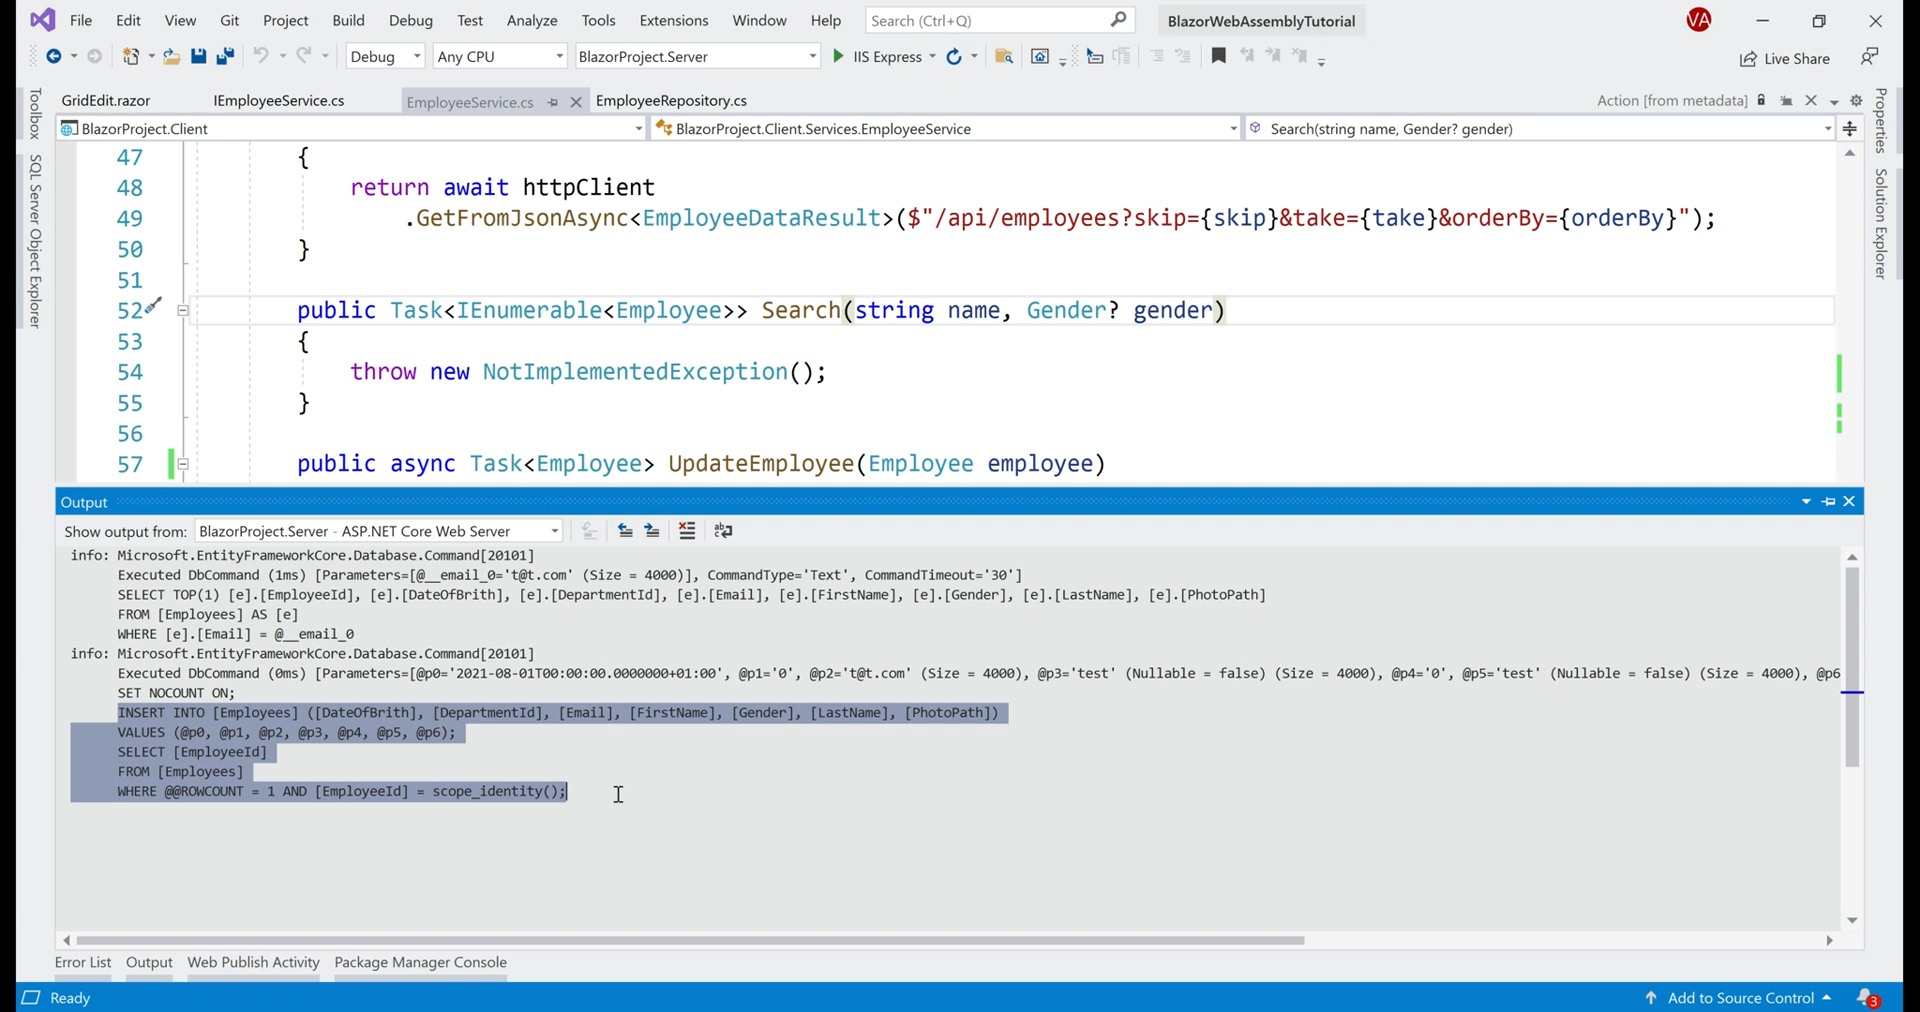 File Edit View Git Project Build Debug Test Analyze Tools Extensions Window Help Search (Ctrl+Q) BlazorWebAssemblyTutorial VA
Debug Any CPU BlazorProject.Server IIS Express Live Share
GridEdit.razor IEmployeeService.cs EmployeeService.cs EmployeeRepository.cs Action [from metadata]
BlazorProject.Client BlazorProject.Client.Services.EmployeeService Search(string name, Gender? gender)
Toolbox
SQL Server Object Explorer
Properties
Solution Explorer
47 {
48 return await httpClient
49 .GetFromJsonAsync<EmployeeDataResult>($"/api/employees?skip={skip}&take={take}&orderBy={orderBy}");
50 }
51
52 public Task<IEnumerable<Employee>> Search(string name, Gender? gender)
53 {
54 throw new NotImplementedException();
55 }
56
57 public async Task<Employee> UpdateEmployee(Employee employee)
Output
Show output from: BlazorProject.Server - ASP.NET Core Web Server
info: Microsoft.EntityFrameworkCore.Database.Command[20101]
Executed DbCommand (1ms) [Parameters=[@__email_0='t@t.com' (Size = 4000)], CommandType='Text', CommandTimeout='30']
SELECT TOP(1) [e].[EmployeeId], [e].[DateOfBrith], [e].[DepartmentId], [e].[Email], [e].[FirstName], [e].[Gender], [e].[LastName], [e].[PhotoPath]
FROM [Employees] AS [e]
WHERE [e].[Email] = @__email_0
info: Microsoft.EntityFrameworkCore.Database.Command[20101]
Executed DbCommand (0ms) [Parameters=[@p0='2021-08-01T00:00:00.0000000+01:00', @p1='0', @p2='t@t.com' (Size = 4000), @p3='test' (Nullable = false) (Size = 4000), @p4='0', @p5='test' (Nullable = false) (Size = 4000), @p6
SET NOCOUNT ON;
INSERT INTO [Employees] ([DateOfBrith], [DepartmentId], [Email], [FirstName], [Gender], [LastName], [PhotoPath])
VALUES (@p0, @p1, @p2, @p3, @p4, @p5, @p6);
SELECT [EmployeeId]
FROM [Employees]
WHERE @@ROWCOUNT = 1 AND [EmployeeId] = scope_identity();
Error List Output Web Publish Activity Package Manager Console
Ready Add to Source Control 3